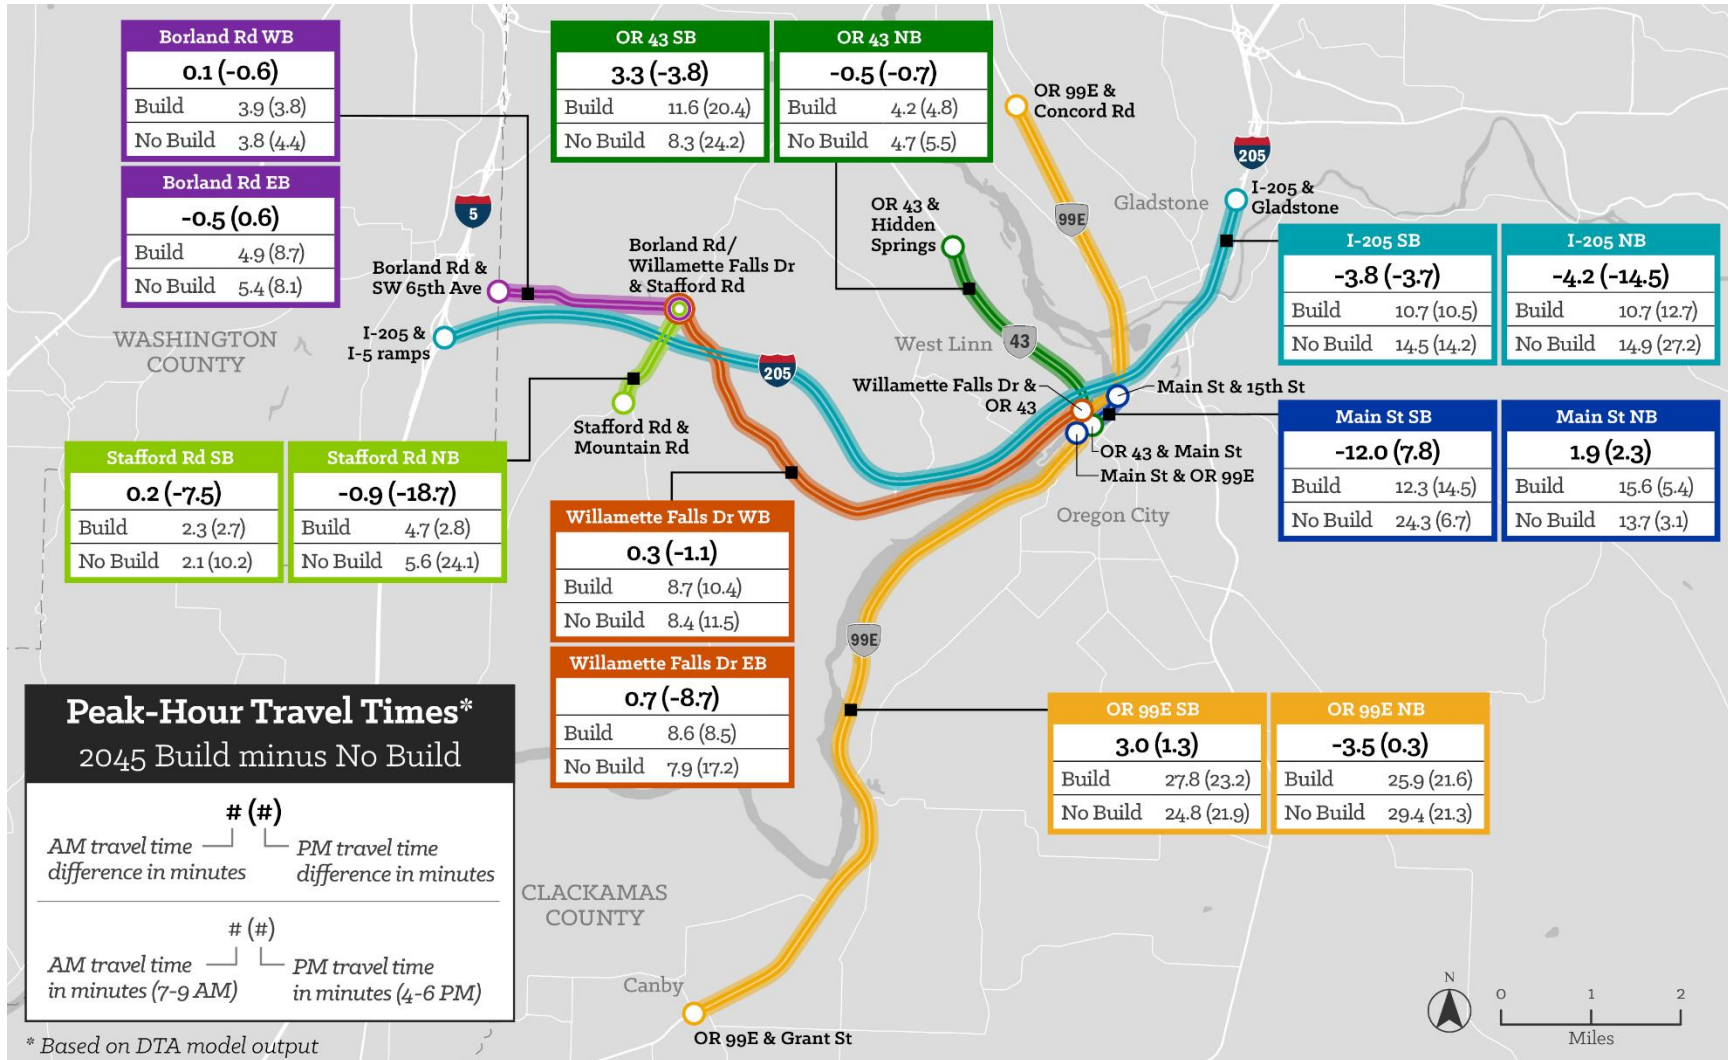 Borland Rd WB
0.1 (-0.6)
Build 3.9 (3.8)
No Build 3.8 (4.4)
Borland Rd EB
-0.5 (0.6)
Build 4.9 (8.7)
No Build 5.4 (8.1)
OR 43 SB
3.3 (-3.8)
Build 11.6 (20.4)
No Build 8.3 (24.2)
OR 43 NB
-0.5 (-0.7)
Build 4.2 (4.8)
No Build 4.7 (5.5)
OR 99E &
Concord Rd
205
I-205 &
Gladstone
Gladstone
99E
5
OR 43 &
Hidden
Springs
Borland Rd/
Willamette Falls Dr
& Stafford Rd
Borland Rd &
SW 65th Ave
I-205 &
I-5 ramps
WASHINGTON
COUNTY
I-205 SB
-3.8 (-3.7)
Build 10.7 (10.5)
No Build 14.5 (14.2)
I-205 NB
-4.2 (-14.5)
Build 10.7 (12.7)
No Build 14.9 (27.2)
West Linn
43
205
Willamette Falls Dr &
OR 43
Main St & 15th St
Stafford Rd &
Mountain Rd
OR 43 & Main St
Main St & OR 99E
Oregon City
Main St SB
-12.0 (7.8)
Build 12.3 (14.5)
No Build 24.3 (6.7)
Main St NB
1.9 (2.3)
Build 15.6 (5.4)
No Build 13.7 (3.1)
Stafford Rd SB
0.2 (-7.5)
Build 2.3 (2.7)
No Build 2.1 (10.2)
Stafford Rd NB
-0.9 (-18.7)
Build 4.7 (2.8)
No Build 5.6 (24.1)
Willamette Falls Dr WB
0.3 (-1.1)
Build 8.7 (10.4)
No Build 8.4 (11.5)
Willamette Falls Dr EB
0.7 (-8.7)
Build 8.6 (8.5)
No Build 7.9 (17.2)
99E
OR 99E SB
3.0 (1.3)
Build 27.8 (23.2)
No Build 24.8 (21.9)
OR 99E NB
-3.5 (0.3)
Build 25.9 (21.6)
No Build 29.4 (21.3)
Peak-Hour Travel Times*
2045 Build minus No Build
# (#)
AM travel time
difference in minutes
PM travel time
difference in minutes
# (#)
AM travel time
in minutes (7-9 AM)
PM travel time
in minutes (4-6 PM)
* Based on DTA model output
CLACKAMAS
COUNTY
Canby
OR 99E & Grant St
N
0 1 2
Miles